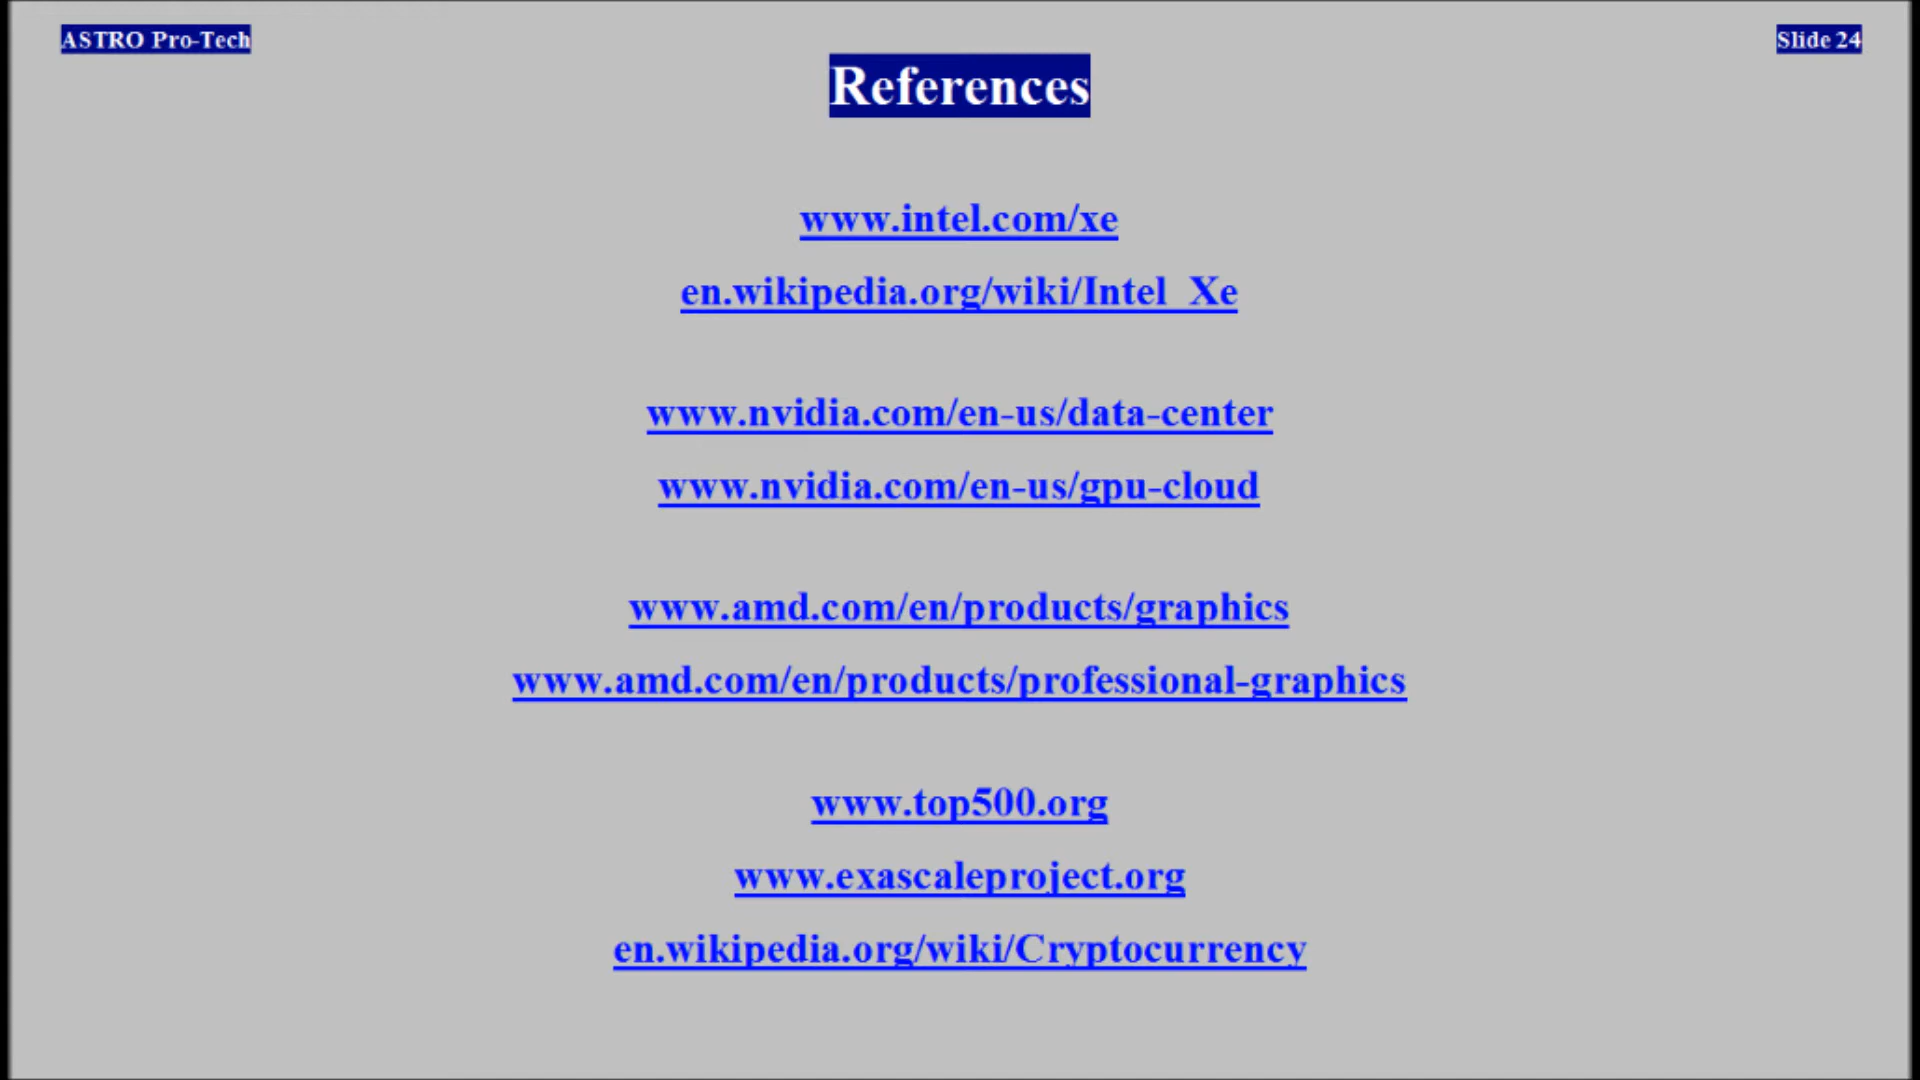 ASTRO Pro-Tech
Slide 24
References
www.intel.com/xe
en.wikipedia.org/wiki/Intel_Xe
www.nvidia.com/en-us/data-center
www.nvidia.com/en-us/gpu-cloud
www.amd.com/en/products/graphics
www.amd.com/en/products/professional-graphics
www.top500.org
www.exascaleproject.org
en.wikipedia.org/wiki/Cryptocurrency